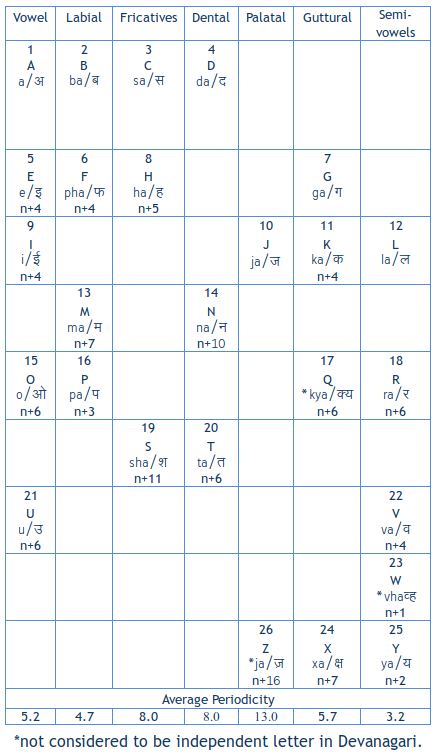 Vowel Labial Fricatives Dental Palatal Guttural Semi-vowels
1 2 3 4
A B C D
a/अ ba/ब sa/स da/द
5 6 8 7
E F H G
e/इ pha/फ ha/ह ga/ग
n+4 n+4 n+5
9 10 11 12
I J K L
i/ई ja/ज ka/क la/ल
n+4 n+4
13 14
M N
ma/म na/न
n+7 n+10
15 16 17 18
O P Q R
o/ओ pa/प *kya/क्य ra/र
n+6 n+3 n+6 n+6
19 20
S T
sha/श ta/त
n+11 n+6
21 22
U V
u/उ va/व
n+6 n+4
23
W
*vhaव्ह
n+1
26 24 25
Z X Y
*ja/ज़ xa/क्ष ya/य
n+16 n+7 n+2
Average Periodicity
5.2 4.7 8.0 8.0 13.0 5.7 3.2
*not considered to be independent letter in Devanagari.